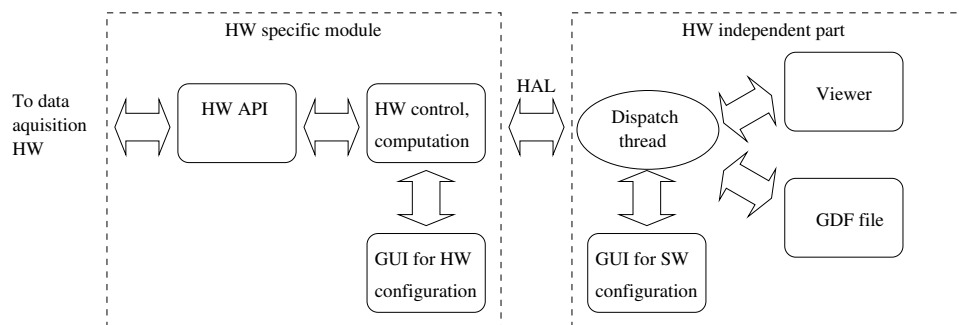 HW specific module
HW independent part
To data
aquisition
HW
HW API
HW control,
computation
HAL
Dispatch
thread
Viewer
GDF file
GUI for HW
configuration
GUI for SW
configuration